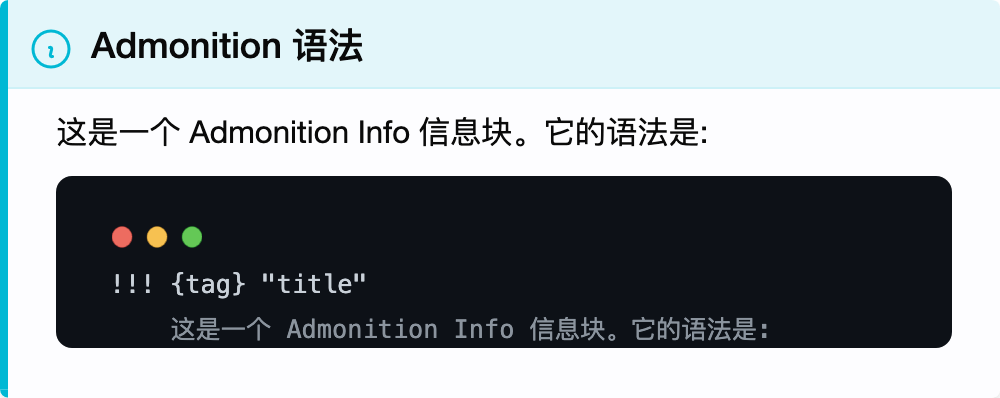 Admonition 语法
这是一个 Admonition Info 信息块。它的语法是:
!!! {tag} "title"
    这是一个 Admonition Info 信息块。它的语法是: